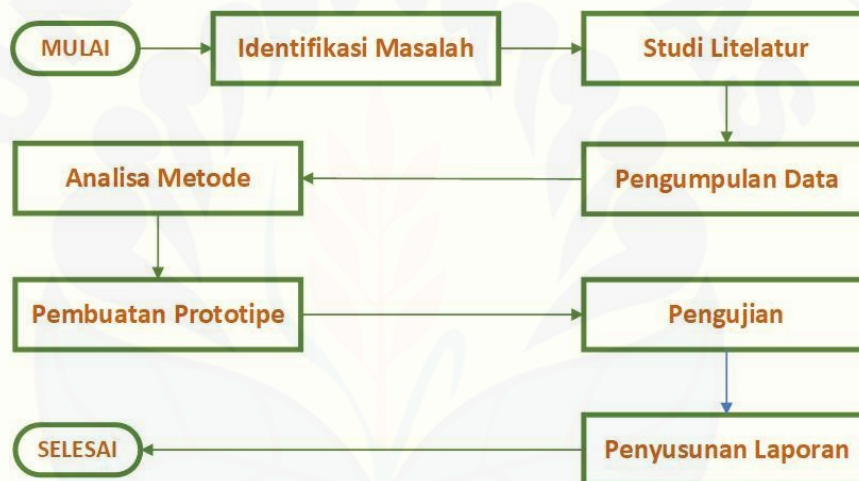 MULAI
Identifikasi Masalah
Studi Litelatur
Pengumpulan Data
Analisa Metode
Pembuatan Prototipe
Pengujian
Penyusunan Laporan
SELESAI